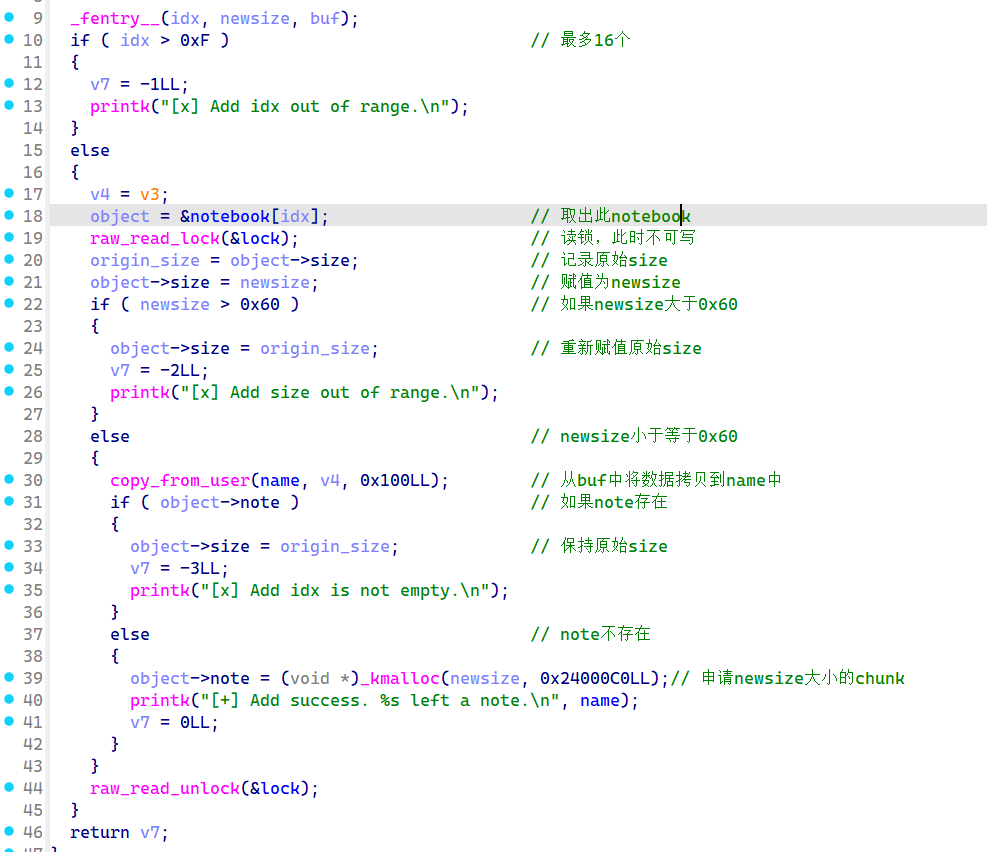 9 _fentry__(idx, newsize, buf);
10 if ( idx > 0xF ) // 最多16个
11 {
12 v7 = -1LL;
13 printk("[x] Add idx out of range.\n");
14 }
15 else
16 {
17 v4 = v3;
18 object = &notebook[idx]; // 取出此notebook
19 raw_read_lock(&lock); // 读锁，此时不可写
20 origin_size = object->size; // 记录原始size
21 object->size = newsize; // 赋值为newsize
22 if ( newsize > 0x60 ) // 如果newsize大于0x60
23 {
24 object->size = origin_size; // 重新赋值原始size
25 v7 = -2LL;
26 printk("[x] Add size out of range.\n");
27 }
28 else // newsize小于等于0x60
29 {
30 copy_from_user(name, v4, 0x100LL); // 从buf中将数据拷贝到name中
31 if ( object->note ) // 如果note存在
32 {
33 object->size = origin_size; // 保持原始size
34 v7 = -3LL;
35 printk("[x] Add idx is not empty.\n");
36 }
37 else // note不存在
38 {
39 object->note = (void *)_kmalloc(newsize, 0x24000C0LL);// 申请newsize大小的chunk
40 printk("[+] Add success. %s left a note.\n", name);
41 v7 = 0LL;
42 }
43 }
44 raw_read_unlock(&lock);
45 }
46 return v7;